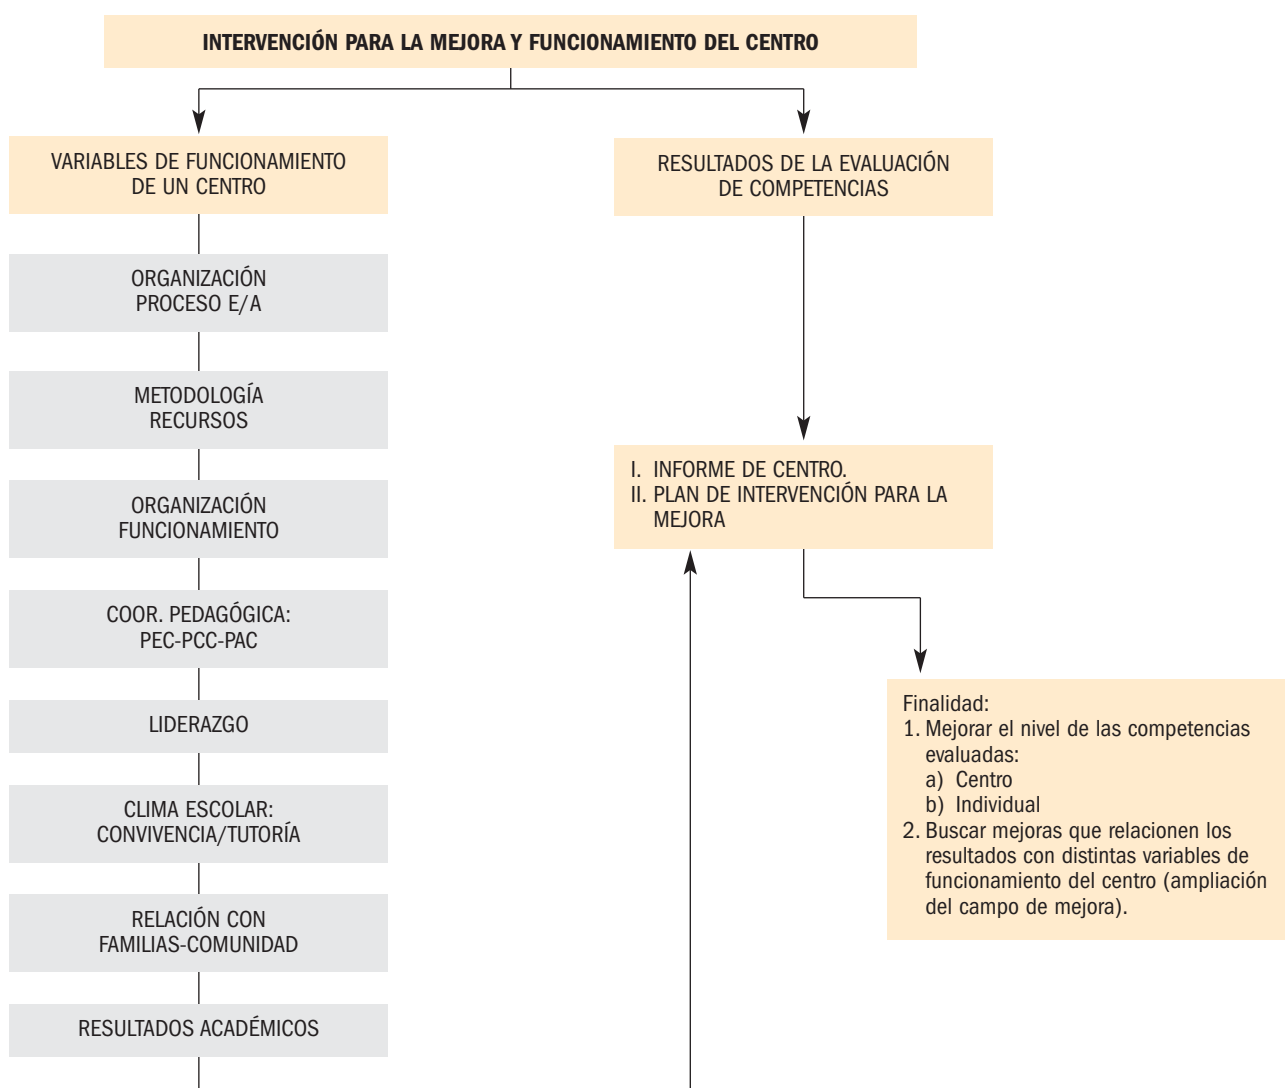 INTERVENCIÓN PARA LA MEJORA Y FUNCIONAMIENTO DEL CENTRO
VARIABLES DE FUNCIONAMIENTO
DE UN CENTRO
ORGANIZACIÓN
PROCESO E/A
METODOLOGÍA
RECURSOS
ORGANIZACIÓN
FUNCIONAMIENTO
COOR. PEDAGÓGICA:
PEC-PCC-PAC
LIDERAZGO
CLIMA ESCOLAR:
CONVIVENCIA/TUTORÍA
RELACIÓN CON
FAMILIAS-COMUNIDAD
RESULTADOS ACADÉMICOS
RESULTADOS DE LA EVALUACIÓN
DE COMPETENCIAS
I. INFORME DE CENTRO.
II. PLAN DE INTERVENCIÓN PARA LA
MEJORA
Finalidad:
1. Mejorar el nivel de las competencias
evaluadas:
a) Centro
b) Individual
2. Buscar mejoras que relacionen los
resultados con distintas variables de
funcionamiento del centro (ampliación
del campo de mejora).